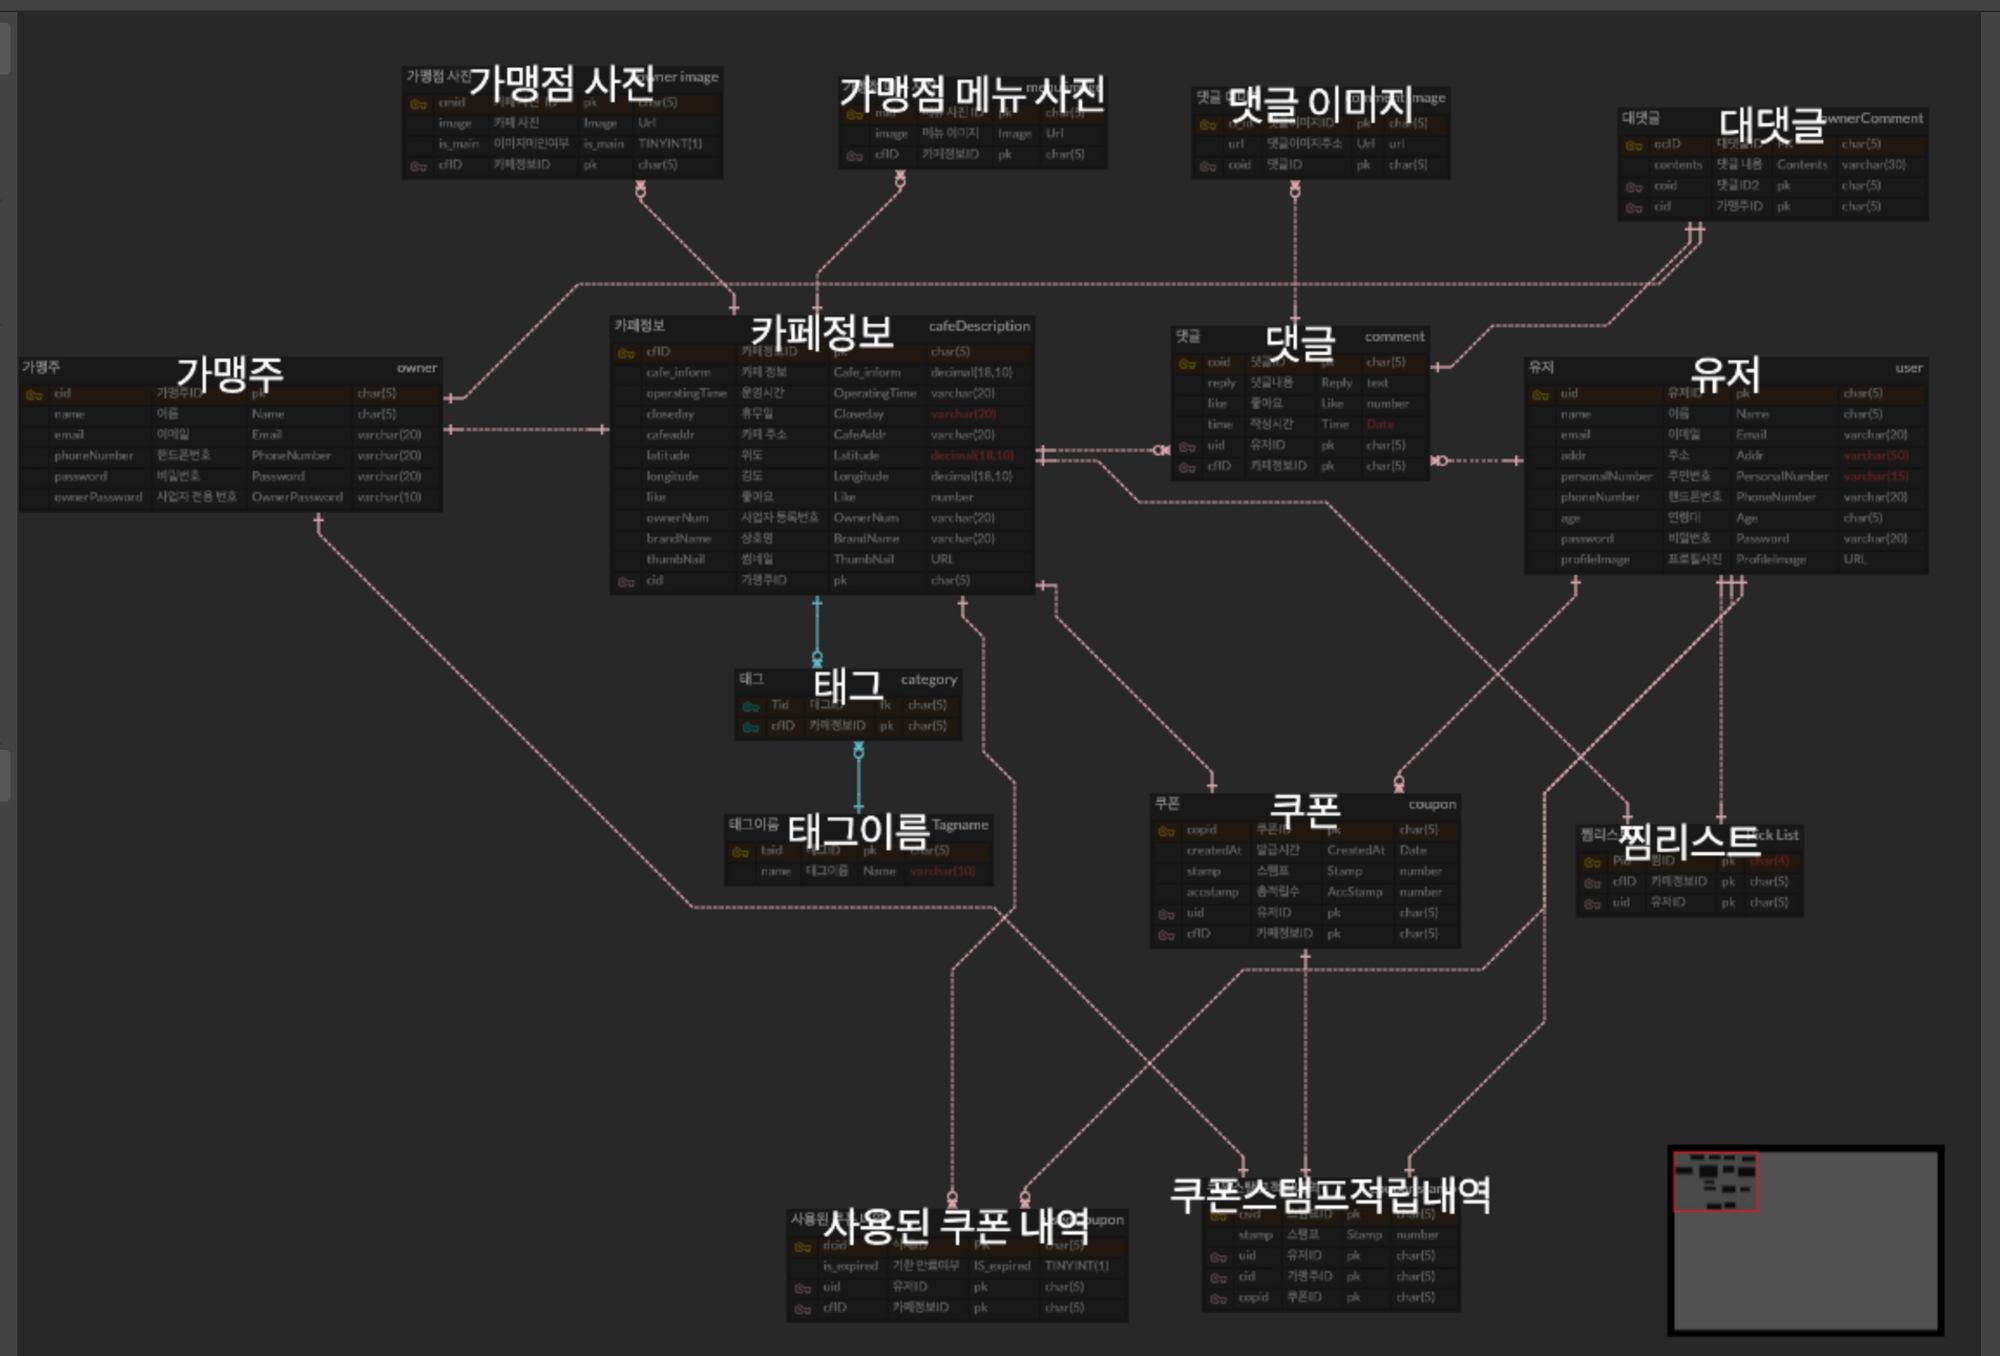 가맹점 사진
가맹점 사진 owner image
cmid pk char(5)
image 카페 사진 Image Url
is_main 이미지메인여부 is_main TINYINT(1)
cfID 카페정보ID pk char(5)
가맹점 메뉴 사진
메뉴 사진 ID pk char(5)
image 메뉴 이미지 Image Url
cfID 카페정보ID pk char(5)
댓글 이미지
댓글이미지ID pk char(5)
url 댓글이미지주소 Url url
coid 댓글ID pk char(5)
대댓글
대댓글 ownerComment
ocID char(5)
contents 댓글 내용 Contents varchar(30)
coid 댓글ID2 pk char(5)
cid 가맹주ID pk char(5)
가맹주
가맹주 owner
cid 가맹주ID pk char(5)
name 이름 Name char(5)
email 이메일 Email varchar(20)
phoneNumber 핸드폰번호 PhoneNumber varchar(20)
password 비밀번호 Password varchar(20)
ownerPassword 사업자 전용 번호 OwnerPassword varchar(10)
카페정보
카페정보 cafeDescription
cfID 카페정보ID pk char(5)
cafe_inform 카페 정보 Cafe_inform decimal(18,10)
operatingTime 운영시간 OperatingTime varchar(20)
closeday 휴무일 Closeday varchar(20)
cafeaddr 카페 주소 CafeAddr varchar(20)
latitude 위도 Latitude decimal(18,10)
longitude 경도 Longitude decimal(18,10)
like 좋아요 Like number
ownerNum 사업자 등록번호 OwnerNum varchar(20)
brandName 상호명 BrandName varchar(20)
thumbNail 썸네일 ThumbNail URL
cid 가맹주ID pk char(5)
댓글
댓글 comment
coid 댓글ID pk char(5)
reply 댓글내용 Reply text
like 좋아요 Like number
time 작성시간 Time Date
uid 유저ID pk char(5)
cfID 카페정보ID pk char(5)
유저
유저 user
uid 유저ID pk char(5)
name 이름 Name char(5)
email 이메일 Email varchar(20)
addr 주소 Addr varchar(50)
personalNumber 주민번호 PersonalNumber varchar(15)
phoneNumber 핸드폰번호 PhoneNumber varchar(20)
age 연령대 Age char(5)
password 비밀번호 Password varchar(20)
profileImage 프로필사진 ProfileImage URL
태그
태그 category
Tid 태그ID fk char(5)
cfID 카페정보ID pk char(5)
태그이름
태그이름 Tagname
taid 태그ID pk char(5)
name 태그이름 Name varchar(10)
쿠폰
쿠폰 coupon
copid 쿠폰ID pk char(5)
createdAt 발급시간 CreatedAt Date
stamp 스탬프 Stamp number
accstamp 총적립수 AccStamp number
uid 유저ID pk char(5)
cfID 카페정보ID pk char(5)
찜리스트
Pick List
찜ID pk char(4)
cfID 카페정보ID pk char(5)
uid 유저ID pk char(5)
사용된 쿠폰 내역
dcid char(5)
is_expired 기한 만료여부 IS_expired TINYINT(1)
uid 유저ID pk char(5)
cfID 카페정보ID pk char(5)
쿠폰스탬프적립내역
csid 스탬프ID pk char(5)
stamp 스탬프 Stamp number
uid 유저ID pk char(5)
cid 가맹주ID pk char(5)
copid 쿠폰ID pk char(5)